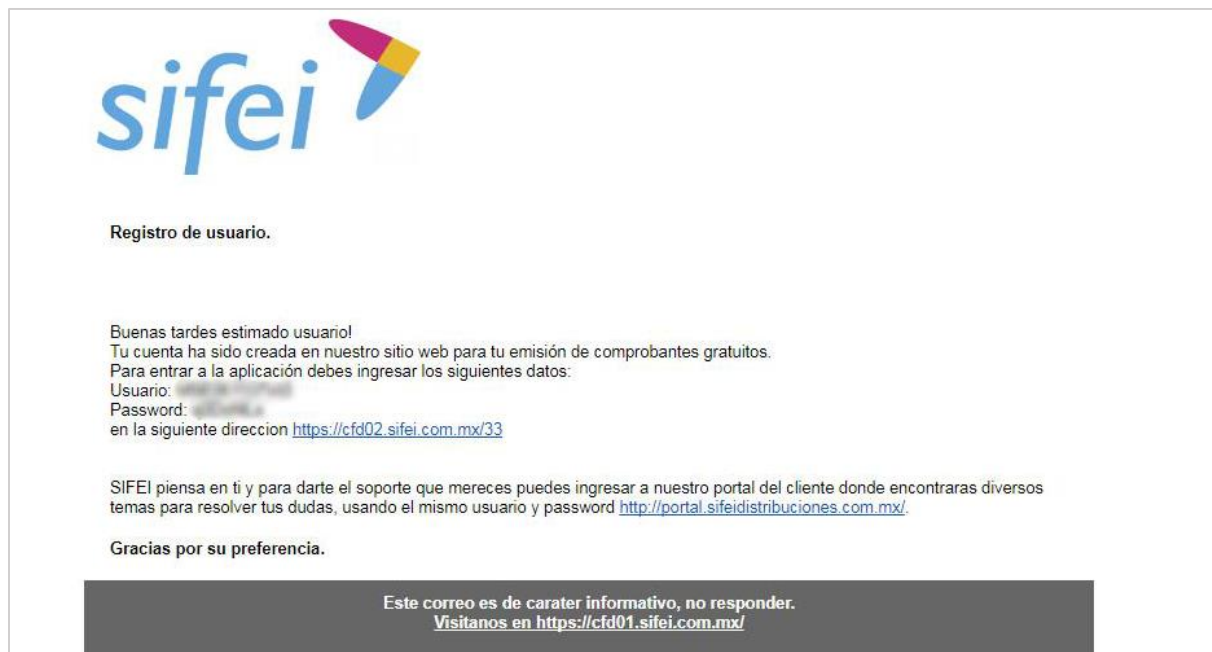 sifei
Registro de usuario.
Buenas tardes estimado usuario!
Tu cuenta ha sido creada en nuestro sitio web para tu emisión de comprobantes gratuitos.
Para entrar a la aplicación debes ingresar los siguientes datos:
Usuario:
Password:
en la siguiente direccion https://cfd02.sifei.com.mx/33
SIFEI piensa en ti y para darte el soporte que mereces puedes ingresar a nuestro portal del cliente donde encontraras diversos
temas para resolver tus dudas, usando el mismo usuario y password http://portal.sifeidistribuciones.com.mx/.
Gracias por su preferencia.
Este correo es de carater informativo, no responder.
Visitanos en https://cfd01.sifei.com.mx/